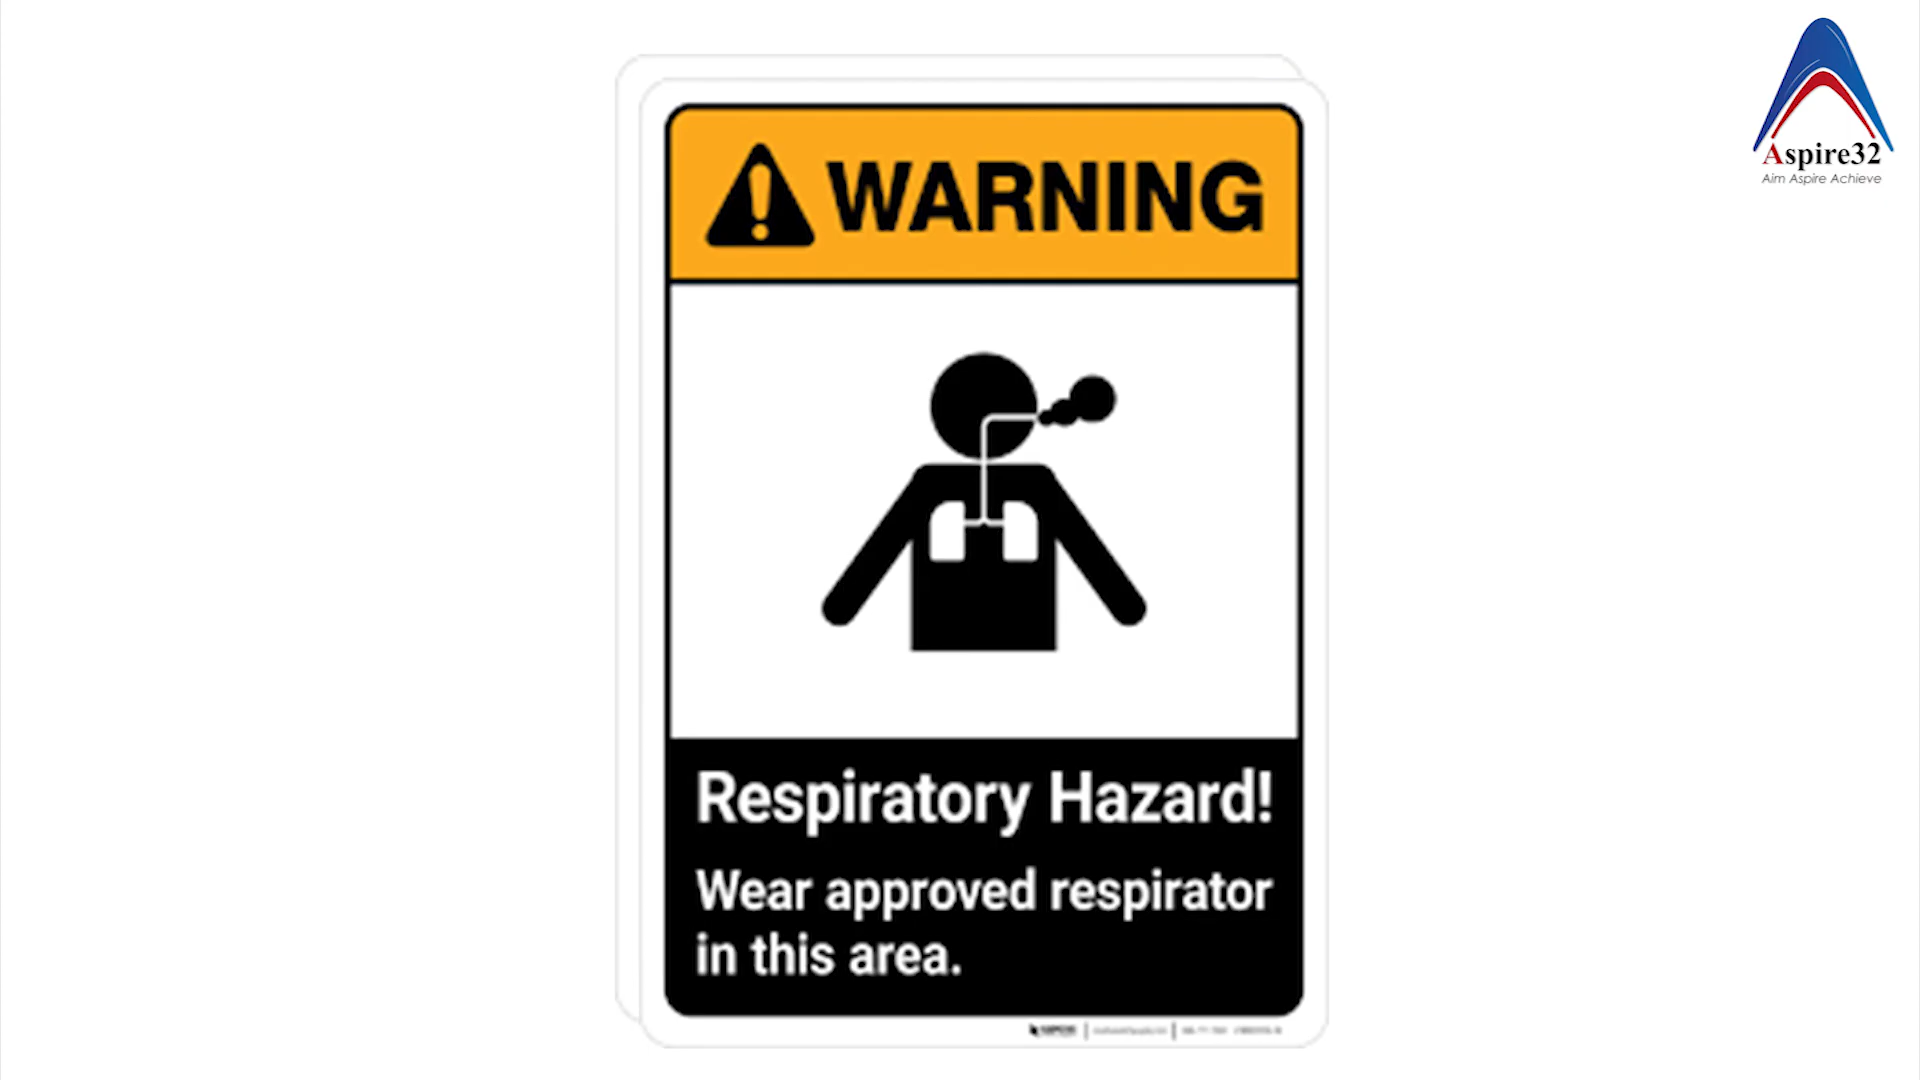 WARNING
Respiratory Hazard!
Wear approved respirator
in this area.
Aspire32
Aim Aspire Achieve